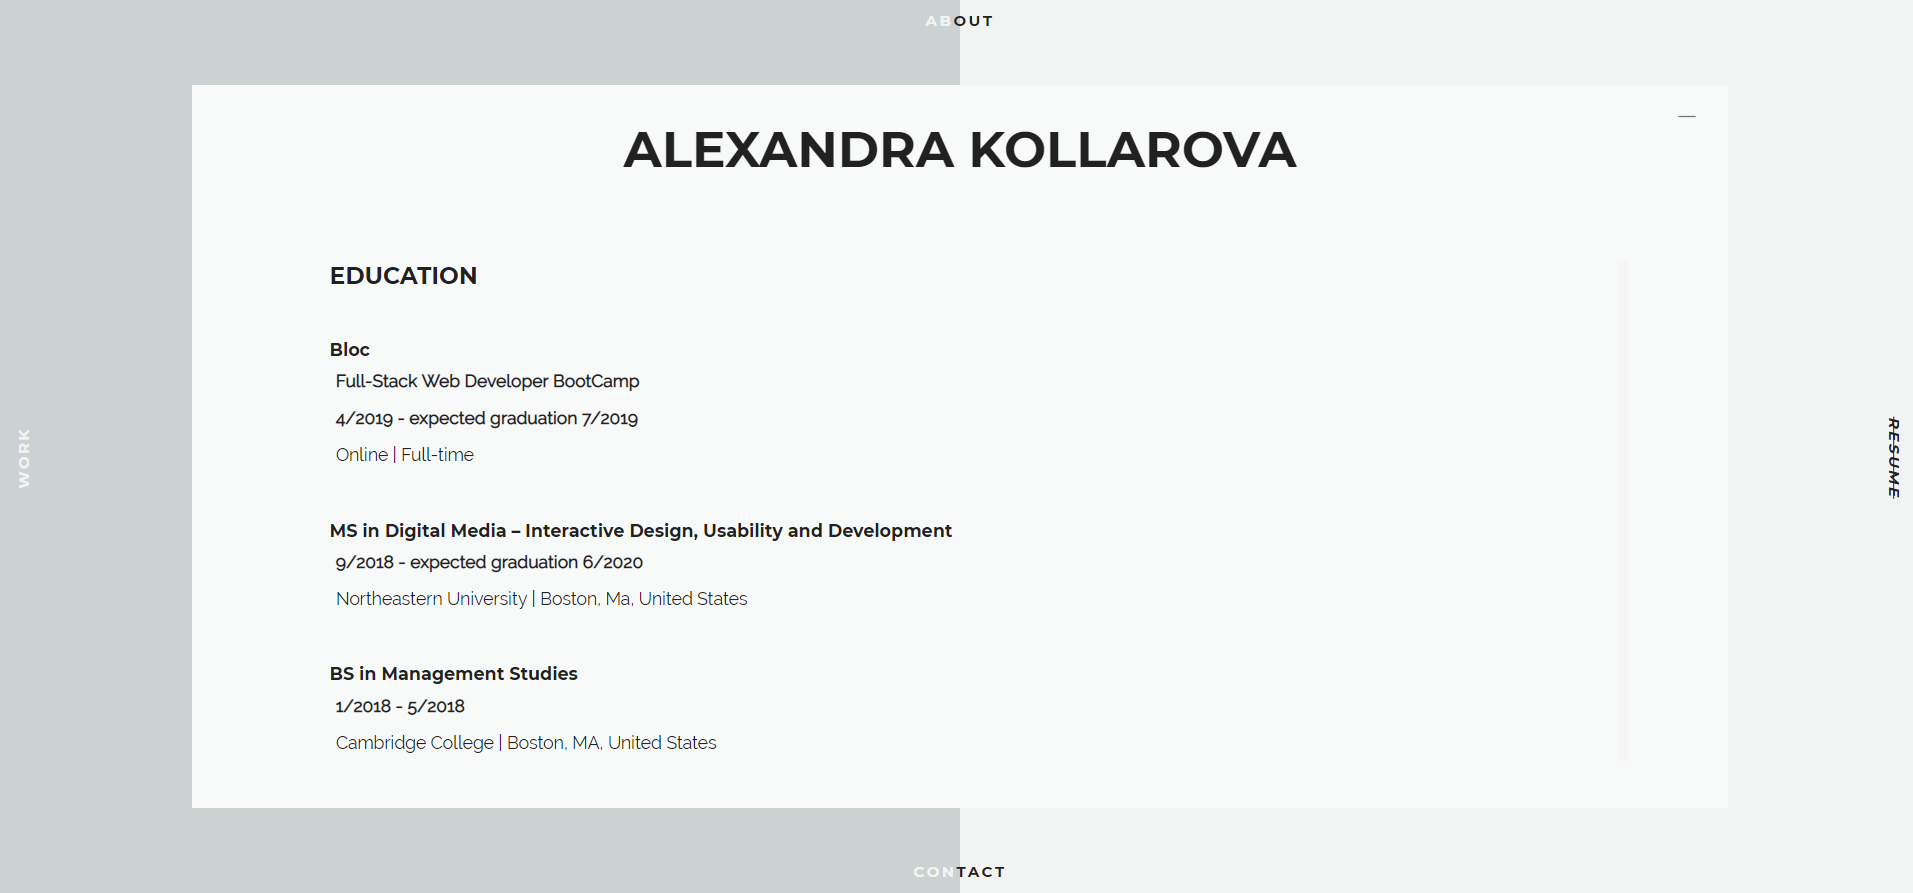 ABOUT
ALEXANDRA KOLLAROVA
EDUCATION
Bloc
Full-Stack Web Developer BootCamp
4/2019 - expected graduation 7/2019
Online | Full-time
WORK
RESUME
MS in Digital Media – Interactive Design, Usability and Development
9/2018 - expected graduation 6/2020
Northeastern University | Boston, Ma, United States
BS in Management Studies
1/2018 - 5/2018
Cambridge College | Boston, MA, United States
CONTACT